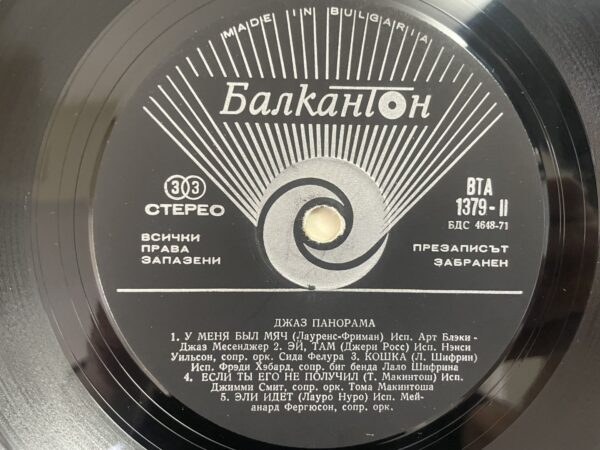 MADE IN BULGARIA
Балкантон
33
СТЕРЕО
ВСИЧКИ
ПРАВА
ЗАПАЗЕНИ
ВТА
1379-II
БДС 4648-71
ПРЕЗАПИСЪТ
ЗАБРАНЕН
ДЖАЗ ПАНОРАМА
1. У МЕНЯ БЫЛ МЯЧ (Лауренс-Фриман) Исп. Арт Блэки -
Джаз Месенджер 2. ЭЙ, ТАМ (Джери Росс) Исп. Нэнси
Уильсон, сопр. орк. Сида Фелура 3. КОШКА (Л. Шифрин)
Исп. Фрэди Хэбард, сопр. биг бенда Лало Шифрина
4. ЕСЛИ ТЫ ЕГО НЕ ПОЛУЧИЛ (Т. Макинтош) Исп.
Джимми Смит, сопр. орк. Тома Макинтоша
5. ЭЛИ ИДЕТ (Лауро Нуро) Исп. Мей-
анард Фергюсон, сопр. орк.